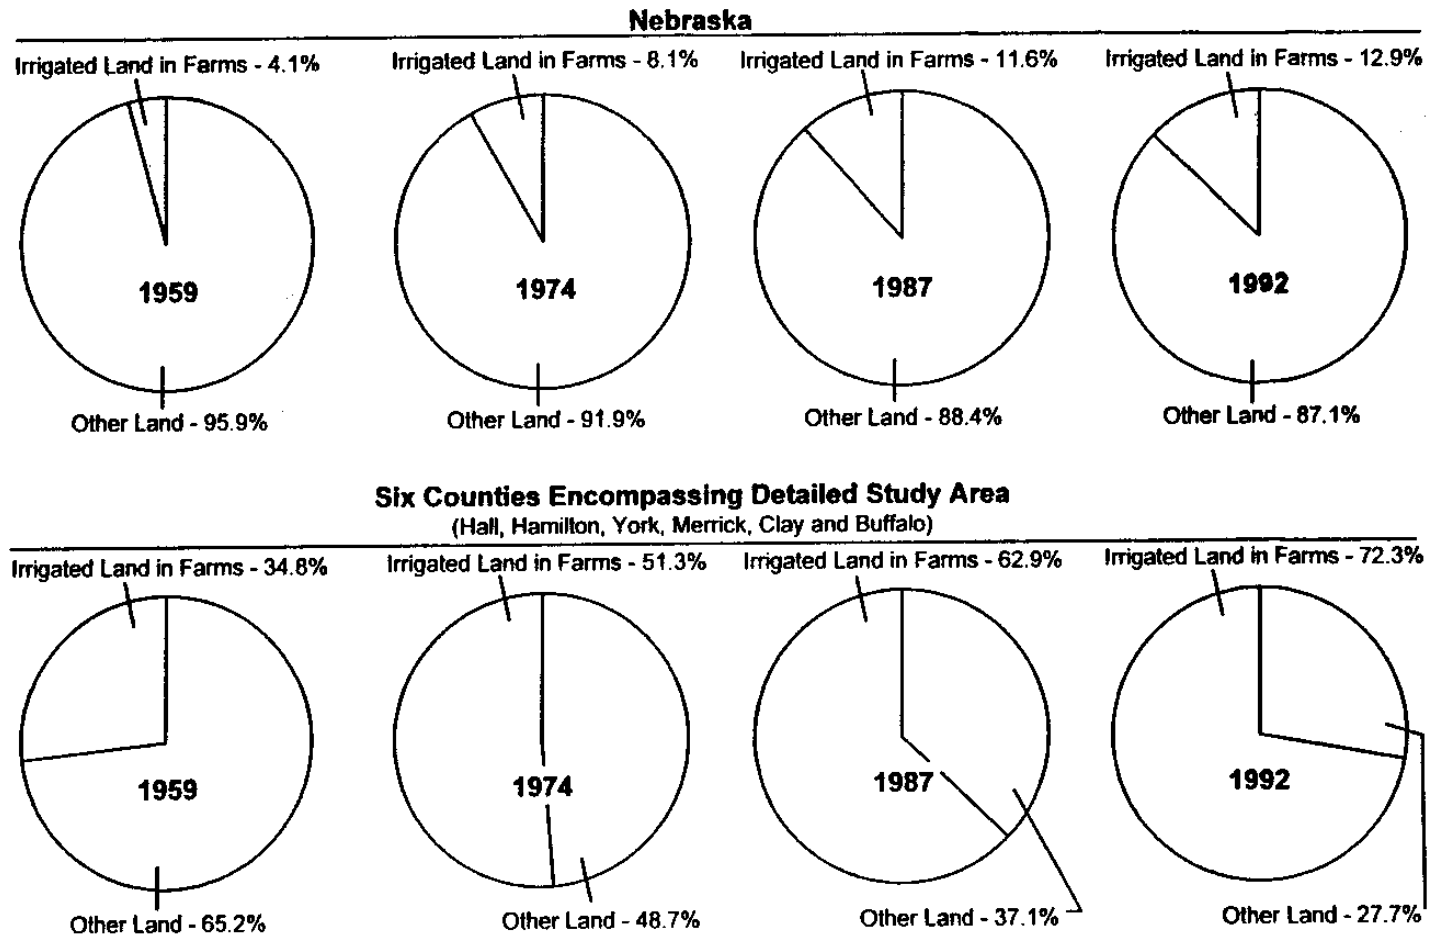 Nebraska
Irrigated Land in Farms - 4.1%
Irrigated Land in Farms - 8.1%
Irrigated Land in Farms - 11.6%
Irrigated Land in Farms - 12.9%
1959
1974
1987
1992
Other Land - 95.9%
Other Land - 91.9%
Other Land - 88.4%
Other Land - 87.1%
Six Counties Encompassing Detailed Study Area
(Hall, Hamilton, York, Merrick, Clay and Buffalo)
Irrigated Land in Farms - 34.8%
Irrigated Land in Farms - 51.3%
Irrigated Land in Farms - 62.9%
Irrigated Land in Farms - 72.3%
1959
1974
1987
1992
Other Land - 65.2%
Other Land - 48.7%
Other Land - 37.1%
Other Land - 27.7%